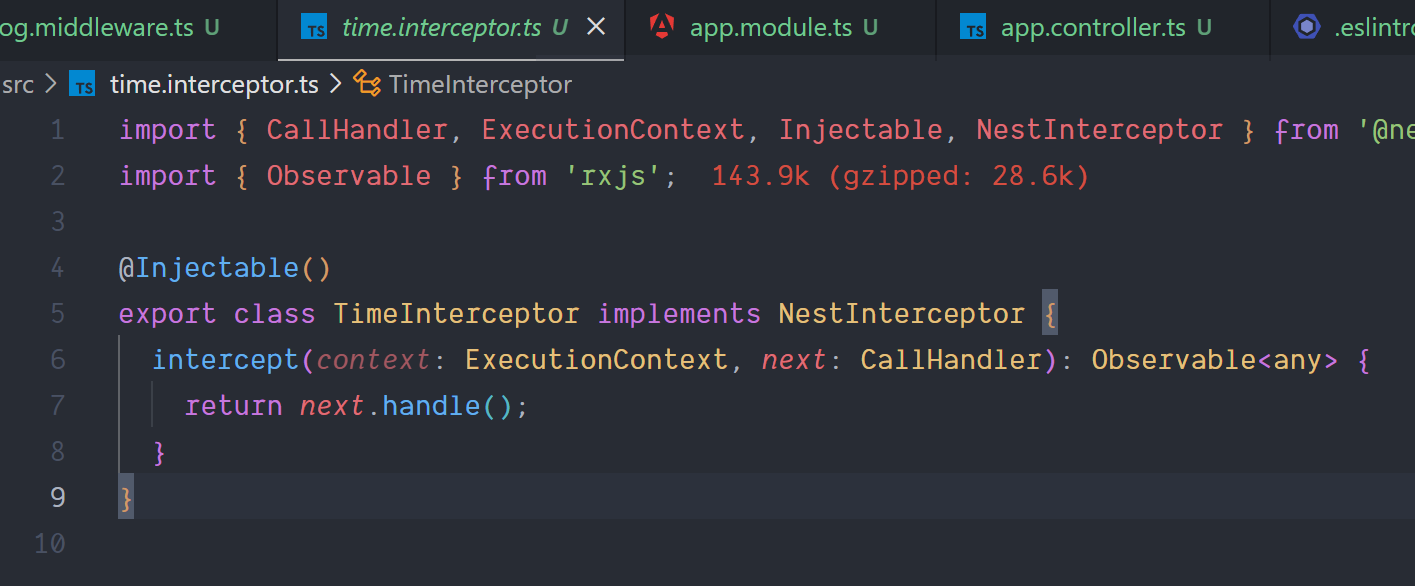 og.middleware.ts U TS time.interceptor.ts U app.module.ts U TS app.controller.ts U .eslintrc
src > TS time.interceptor.ts > TimeInterceptor
1 import { CallHandler, ExecutionContext, Injectable, NestInterceptor } from '@ne
2 import { Observable } from 'rxjs'; 143.9k (gzipped: 28.6k)
3
4 @Injectable()
5 export class TimeInterceptor implements NestInterceptor {
6 intercept(context: ExecutionContext, next: CallHandler): Observable<any> {
7 return next.handle();
8 }
9 }
10